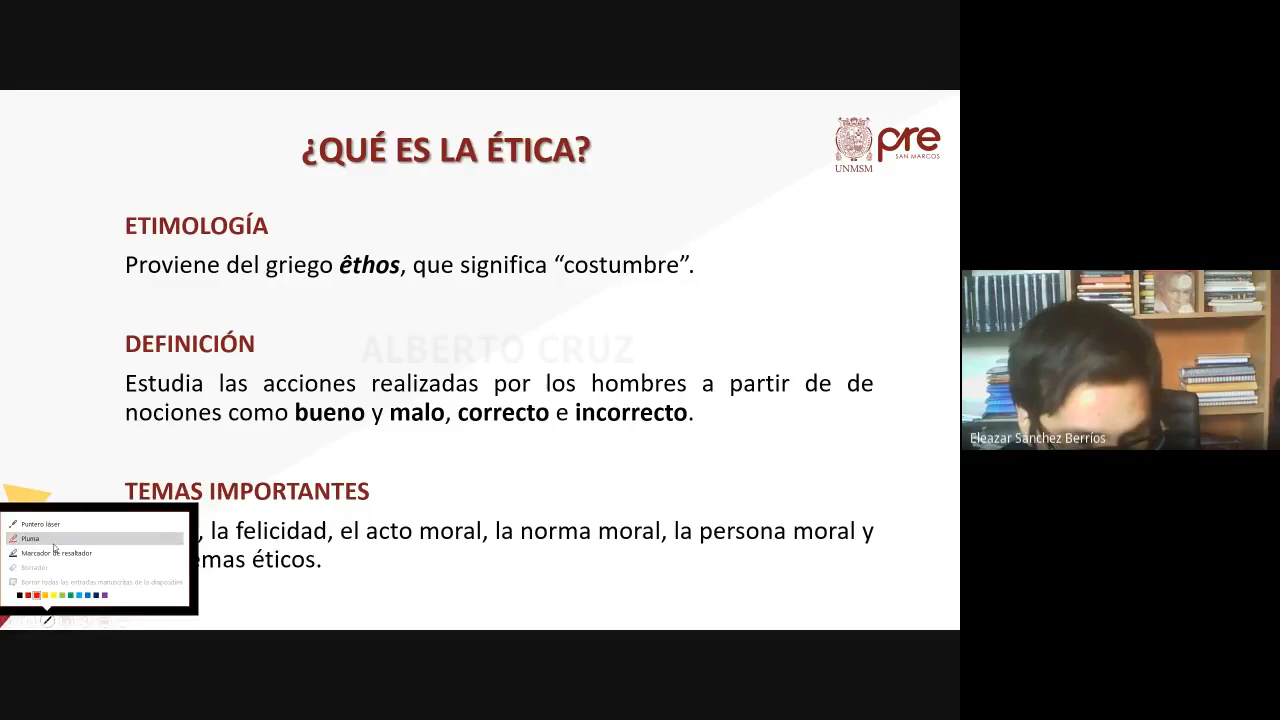 ¿QUÉ ES LA ÉTICA?
UNMSM
pre
SAN MARCOS
ETIMOLOGÍA
Proviene del griego êthos, que significa “costumbre”.
DEFINICIÓN
ALBERTO CRUZ
Estudia las acciones realizadas por los hombres a partir de de
nociones como bueno y malo, correcto e incorrecto.
TEMAS IMPORTANTES
, la felicidad, el acto moral, la norma moral, la persona moral y
emas éticos.
Puntero láser
Pluma
Marcador de resaltador
Borrador
Borrar todas las entradas manuscritas de la
Eleazar Sánchez Berríos